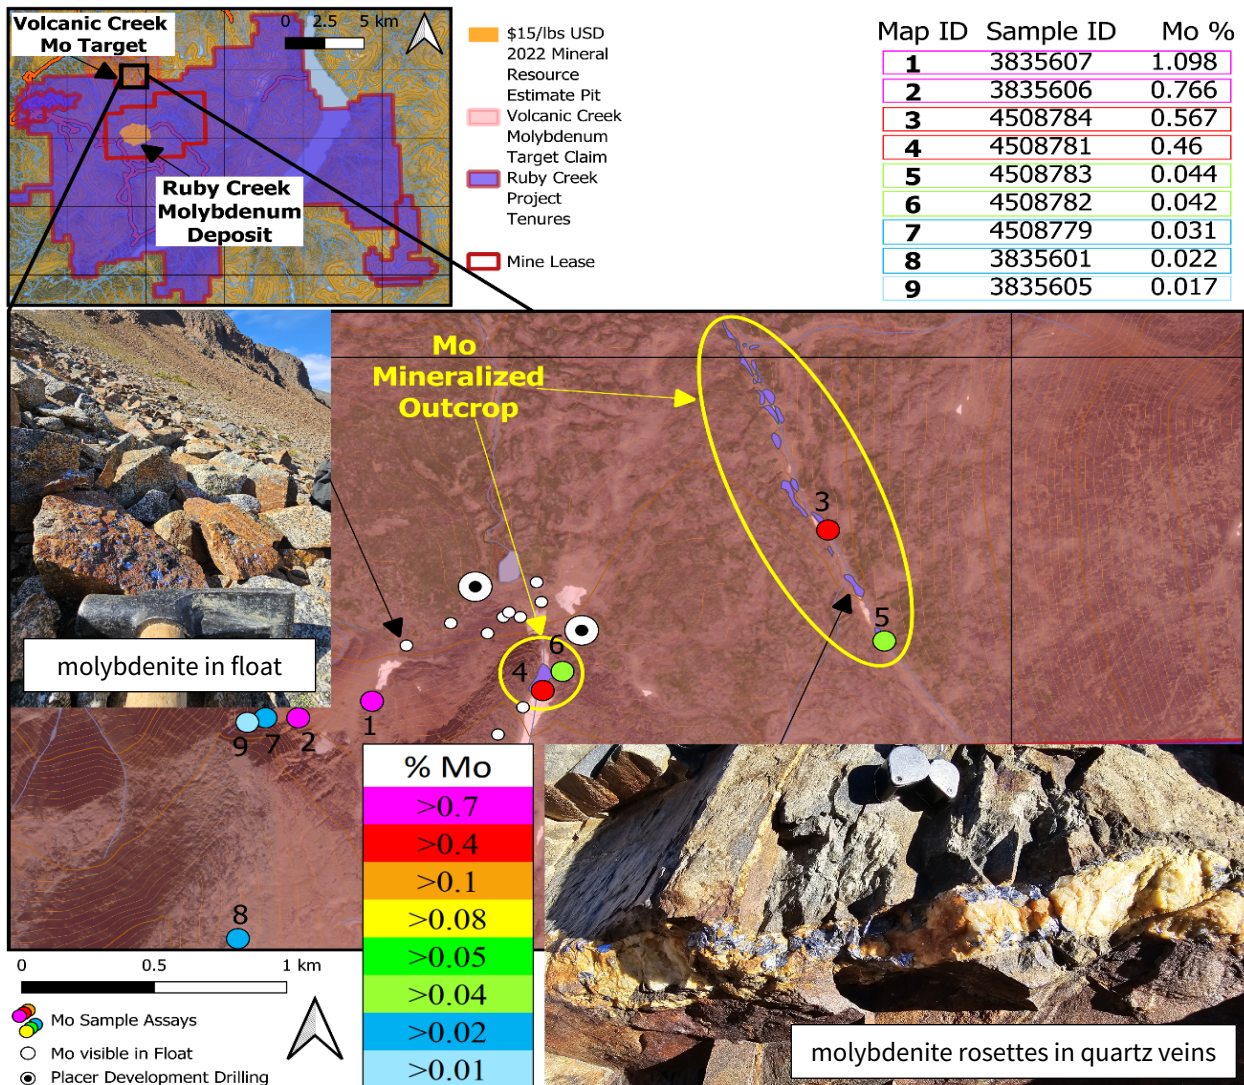 Volcanic Creek
Mo Target
0 2.5 5 km
Ruby Creek
Molybdenum
Deposit
$15/lbs USD
2022 Mineral
Resource
Estimate Pit
Volcanic Creek
Molybdenum
Target Claim
Ruby Creek
Project
Tenures
Mine Lease
Map ID Sample ID Mo %
1 3835607 1.098
2 3835606 0.766
3 4508784 0.567
4 4508781 0.46
5 4508783 0.044
6 4508782 0.042
7 4508779 0.031
8 3835601 0.022
9 3835605 0.017
Mo
Mineralized
Outcrop
3
5
6
4
1
2
7
9
8
molybdenite in float
% Mo
>0.7
>0.4
>0.1
>0.08
>0.05
>0.04
>0.02
>0.01
0 0.5 1 km
Mo Sample Assays
Mo visible in Float
Placer Development Drilling
molybdenite rosettes in quartz veins